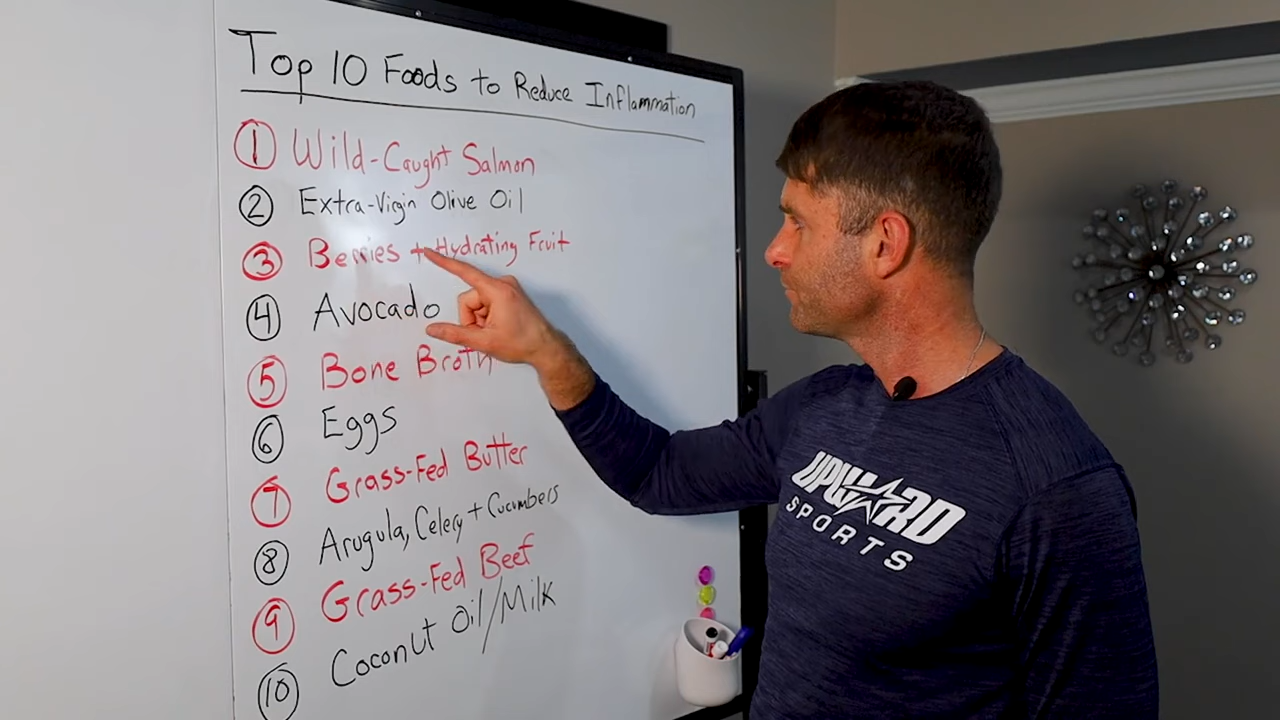 Top 10 Foods to Reduce Inflammation
1 Wild-Caught Salmon
2 Extra-Virgin Olive Oil
3 Berries + Hydrating Fruit
4 Avocado
5 Bone Broth
6 Eggs
7 Grass-Fed Butter
8 Arugula, Celery + Cucumbers
9 Grass-Fed Beef
10 Coconut Oil/Milk
UPWARD
SPORTS